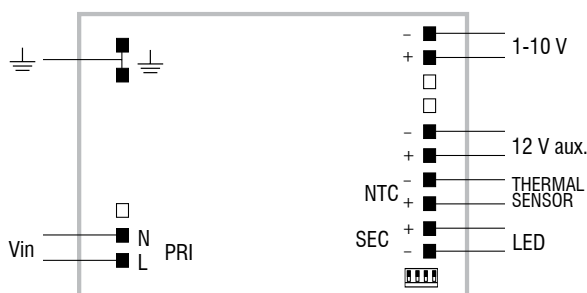 – 1-10 V
+
– 12 V aux.
+
NTC – THERMAL
+ SENSOR
N SEC +
Vin PRI – LED
L